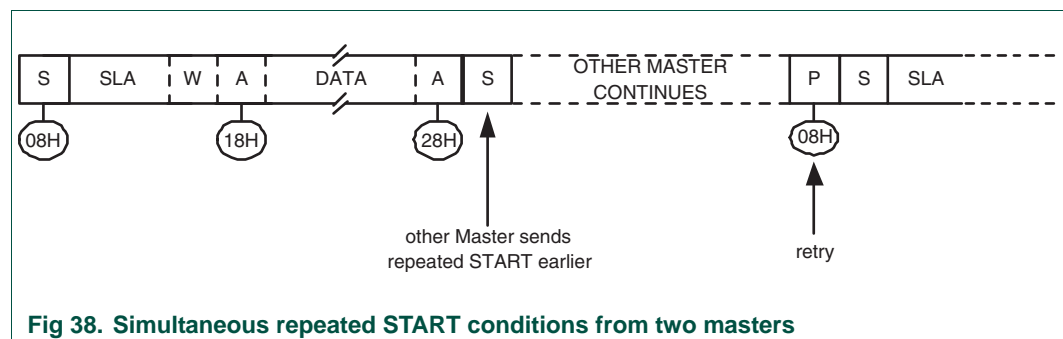 S SLA W A DATA A S OTHER MASTER CONTINUES P S SLA
08H 18H 28H 08H
other Master sends
repeated START earlier
retry
Fig 38. Simultaneous repeated START conditions from two masters